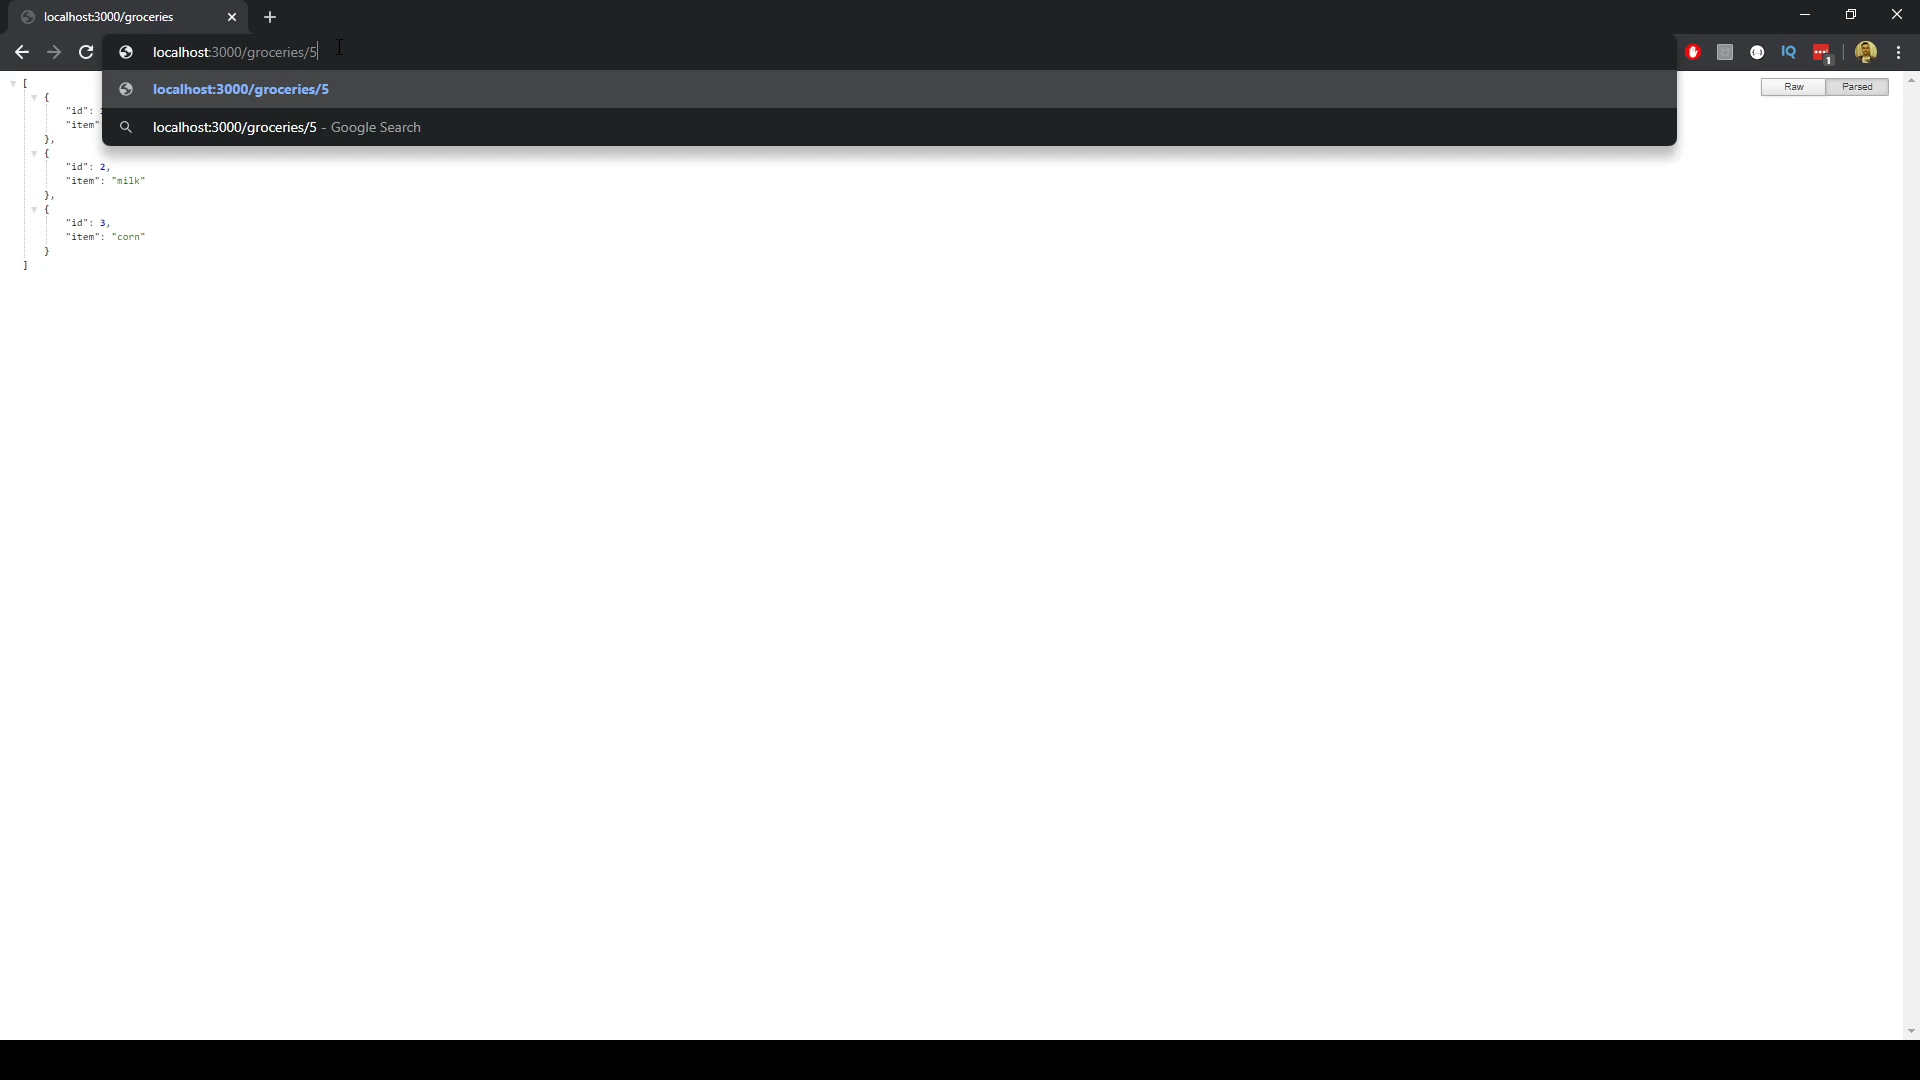 localhost:3000/groceries
localhost:3000/groceries/5
1
localhost:3000/groceries/5
localhost:3000/groceries/5 - Google Search
Raw Parsed
[
{
"id":
"item"
},
{
"id": 2,
"item": "milk"
},
{
"id": 3,
"item": "corn"
}
]